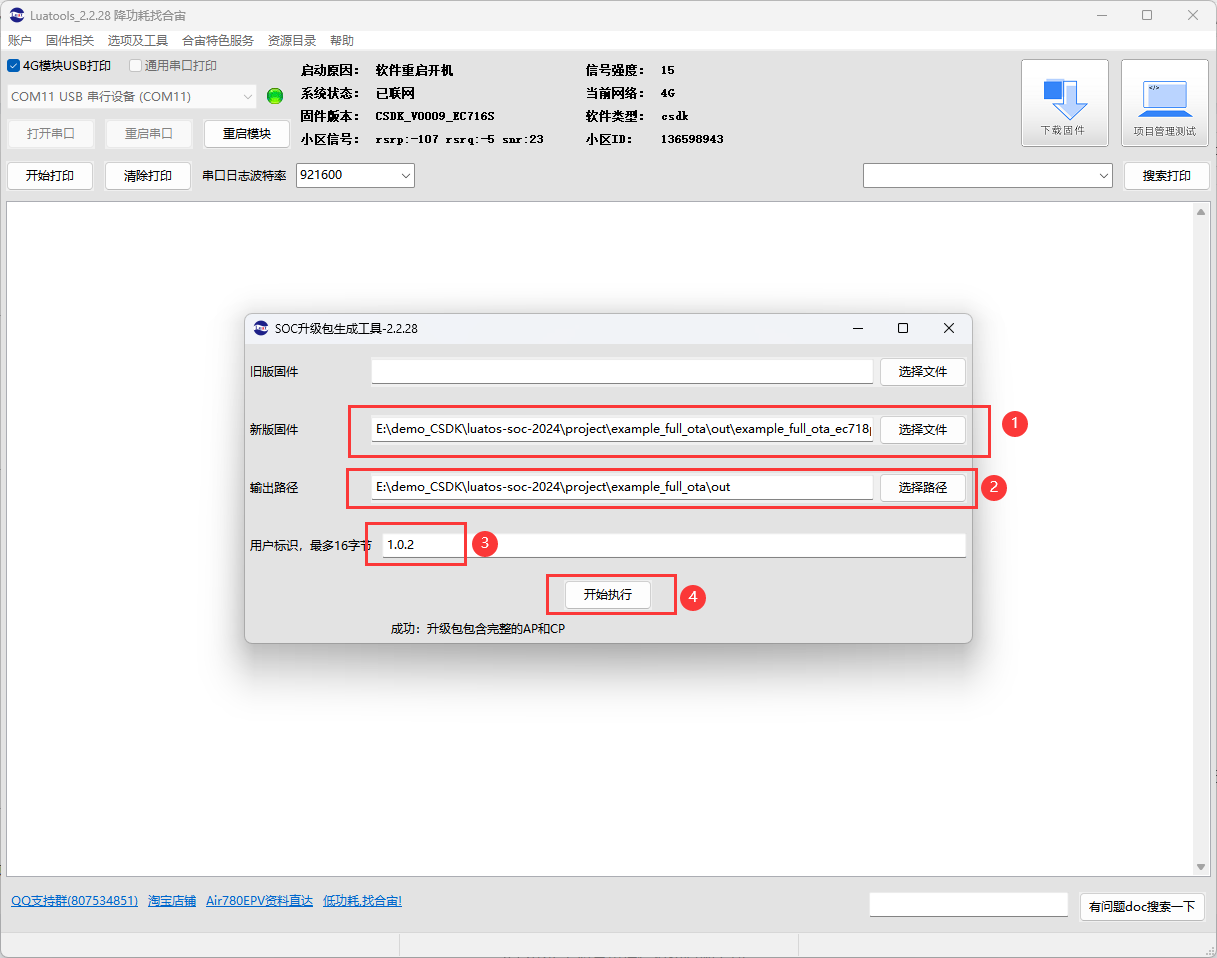 Luatools_2.2.28 降功耗找合宙
账户 固件相关 选项及工具 合宙特色服务 资源目录 帮助
4G模块USB打印 通用串口打印
COM11 USB 串行设备 (COM11)
打开串口 重启串口 重启模块
启动原因： 软件重启开机 信号强度： 15
系统状态： 已联网 当前网络： 4G
固件版本： CSDK_V0009_EC716S 软件类型： csdk
小区信号： rsrp:-107 rsrq:-5 snr:23 小区ID： 136598943
下载固件 项目管理测试
开始打印 清除打印 串口日志波特率 921600 搜索打印
SOC升级包生成工具-2.2.28
旧版固件 选择文件
新版固件 E:\demo_CSDK\luatos-soc-2024\project\example_full_ota\out\example_full_ota_ec718p 选择文件 1
输出路径 E:\demo_CSDK\luatos-soc-2024\project\example_full_ota\out 选择路径 2
用户标识，最多16字节 1.0.2 3
开始执行 4
成功：升级包包含完整的AP和CP
QQ支持群(807534851) 淘宝店铺 Air780EPV资料直达 低功耗,找合宙! 有问题doc搜索一下